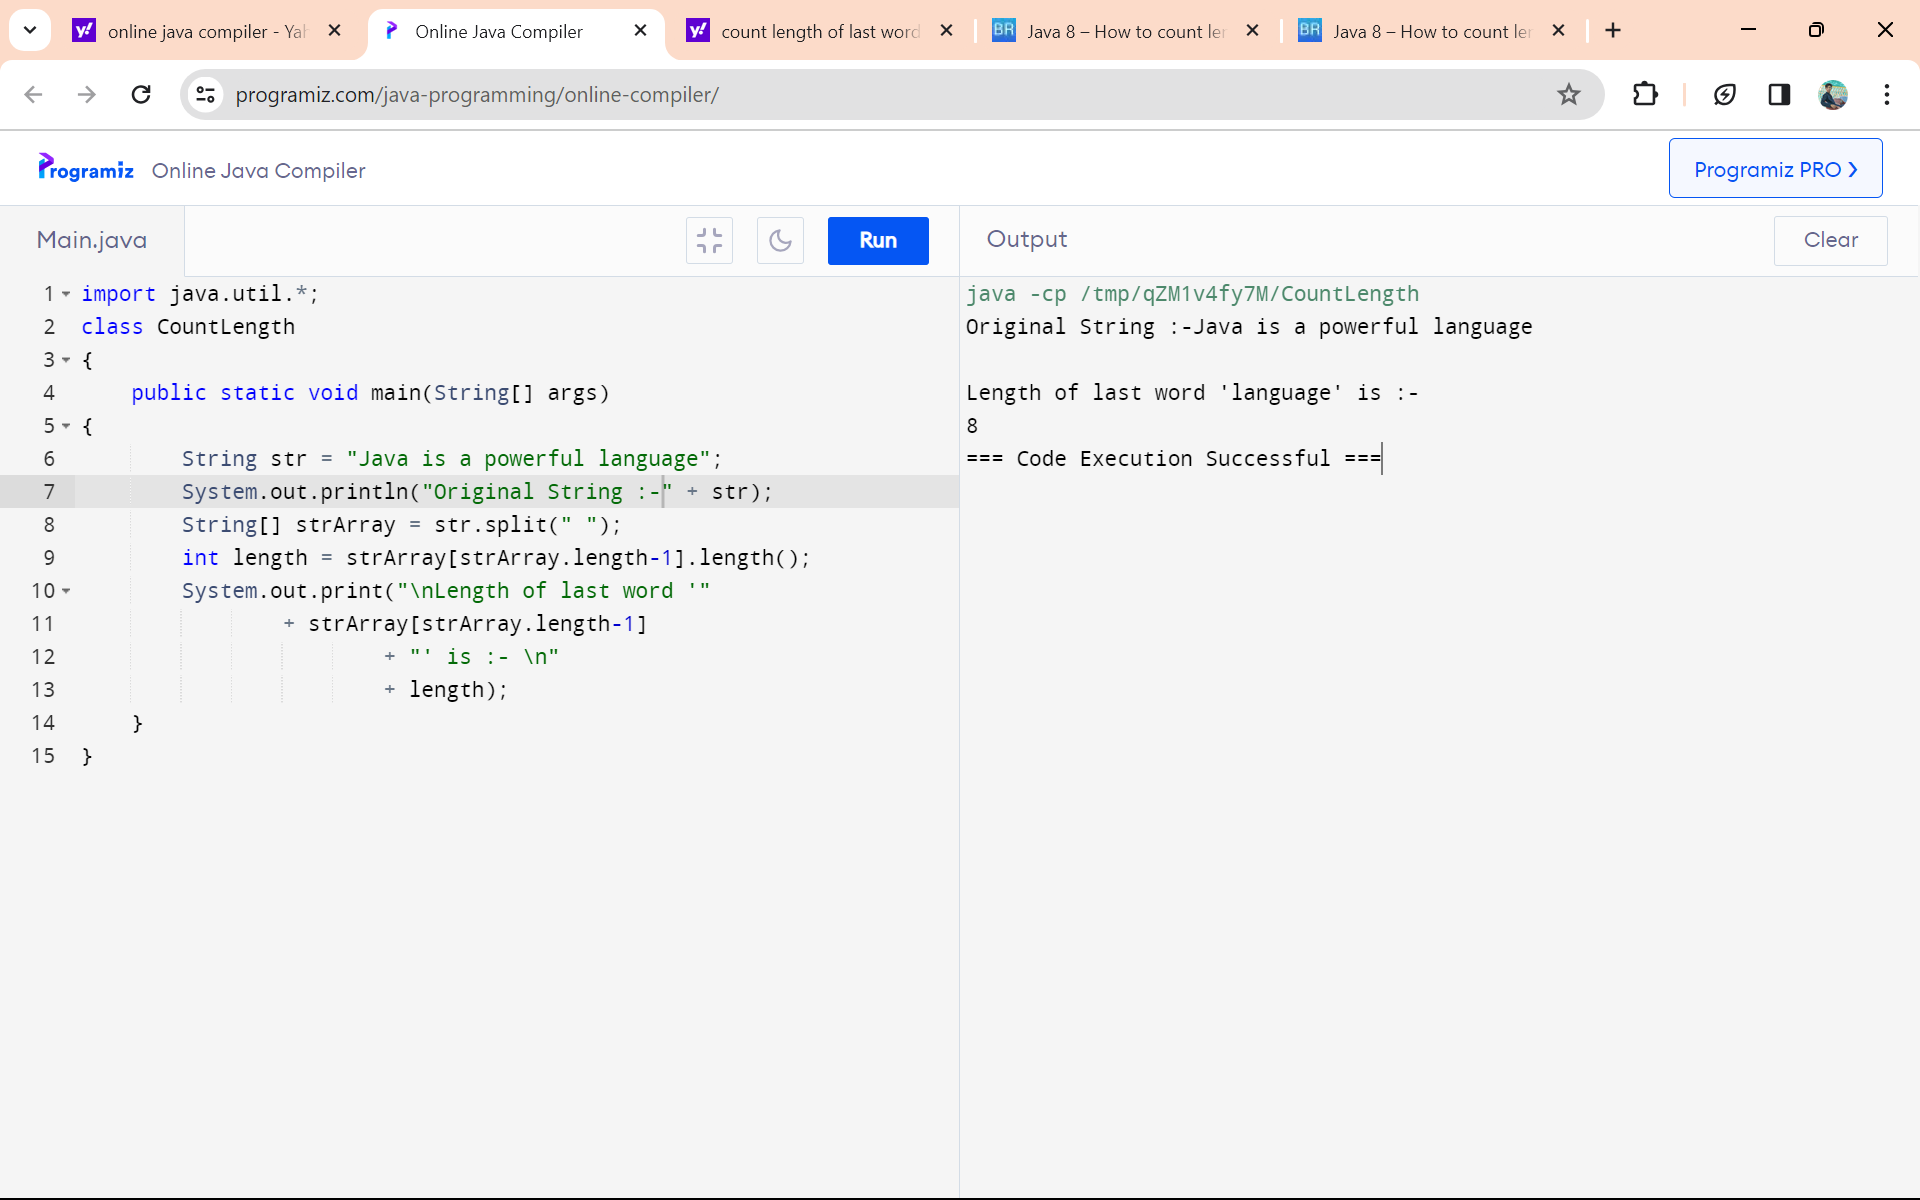 online java compiler - Yah
Online Java Compiler
count length of last word
Java 8 – How to count ler
Java 8 – How to count ler
programiz.com/java-programming/online-compiler/
Programiz Online Java Compiler
Programiz PRO ❯
Main.java
Run
Output
Clear
1 import java.util.*;
2 class CountLength
3 {
4 public static void main(String[] args)
5 {
6 String str = "Java is a powerful language";
7 System.out.println("Original String :-" + str);
8 String[] strArray = str.split(" ");
9 int length = strArray[strArray.length-1].length();
10 System.out.print("\nLength of last word '"
11 + strArray[strArray.length-1]
12 + "' is :- \n"
13 + length);
14 }
15 }
java -cp /tmp/qZM1v4fy7M/CountLength
Original String :-Java is a powerful language
Length of last word 'language' is :-
8
=== Code Execution Successful ===